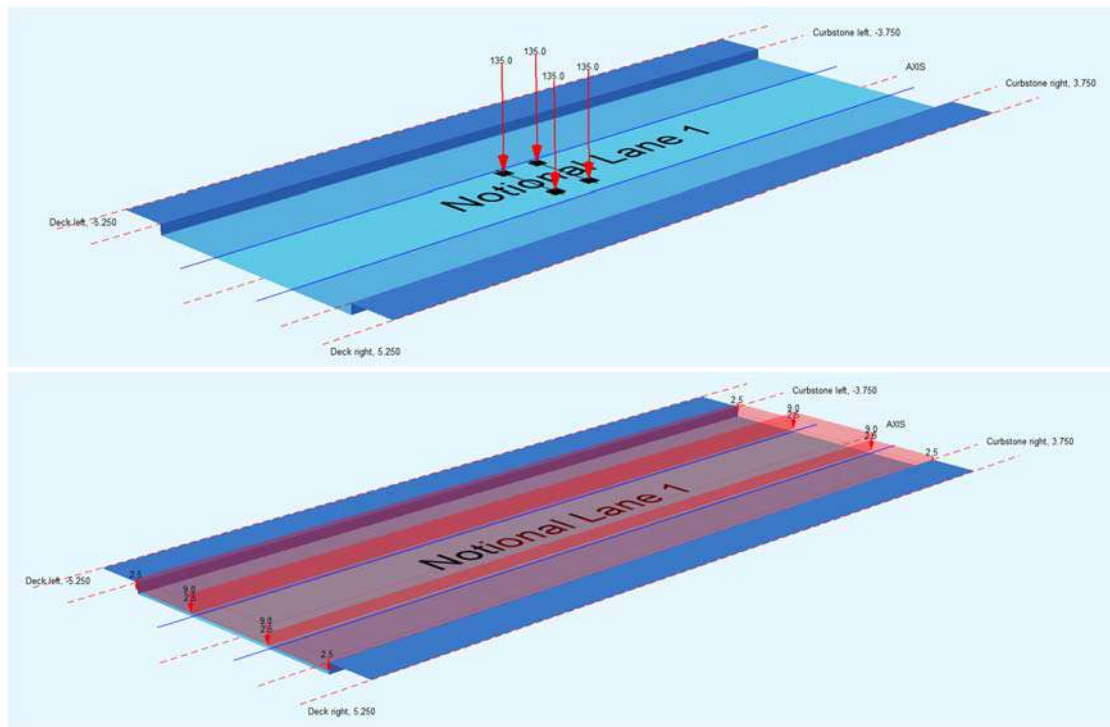 Curbstone left, -3.750
135.0
135.0
AXIS
135.0
135.0
Curbstone right, 3.750
Notional Lane 1
Deck left, -5.250
Deck right, 5.250
2.5
Curbstone left, -3.750
9.0
2.5
9.0
AXIS
2.5
Curbstone right, 3.750
2.5
Notional Lane 1
Deck left, -5.250
2.5
9.0
2.5
9.0
2.5
2.5
Deck right, 5.250